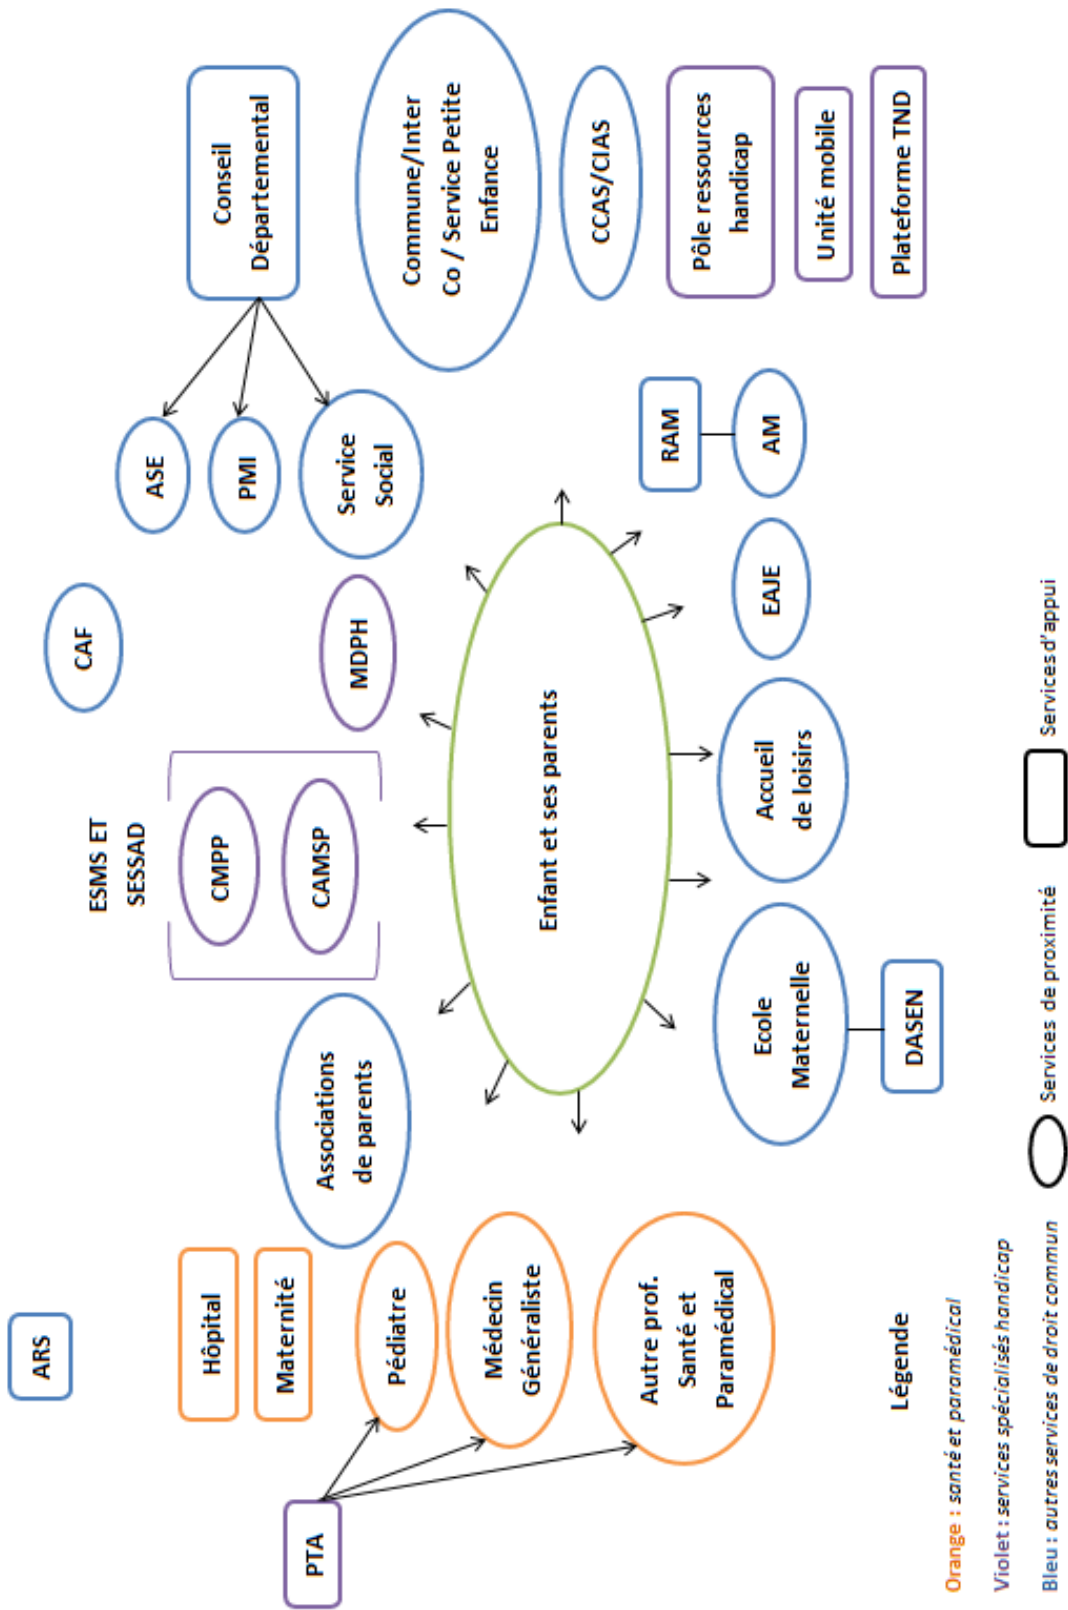 ARS
CAF
Hôpital
Maternité
ESMS ET
SESSAD
CMPP
CAMSP
ASE
PMI
Service
Social
Conseil
Départemental
PTA
Pédiatre
Médecin
Généraliste
Autre prof.
Santé et
Paramédical
Associations
de parents
MDPH
Enfant et ses parents
Commune/Inter
Co / Service Petite
Enfance
CCAS/CIAS
Pôle ressources
handicap
Unité mobile
Plateforme TND
RAM
AM
EAJE
Accueil
de loisirs
Ecole
Maternelle
DASEN
Légende
Orange : santé et paramédical
Violet : services spécialisés handicap
Bleu : autres services de droit commun
Services de proximité
Services d'appui